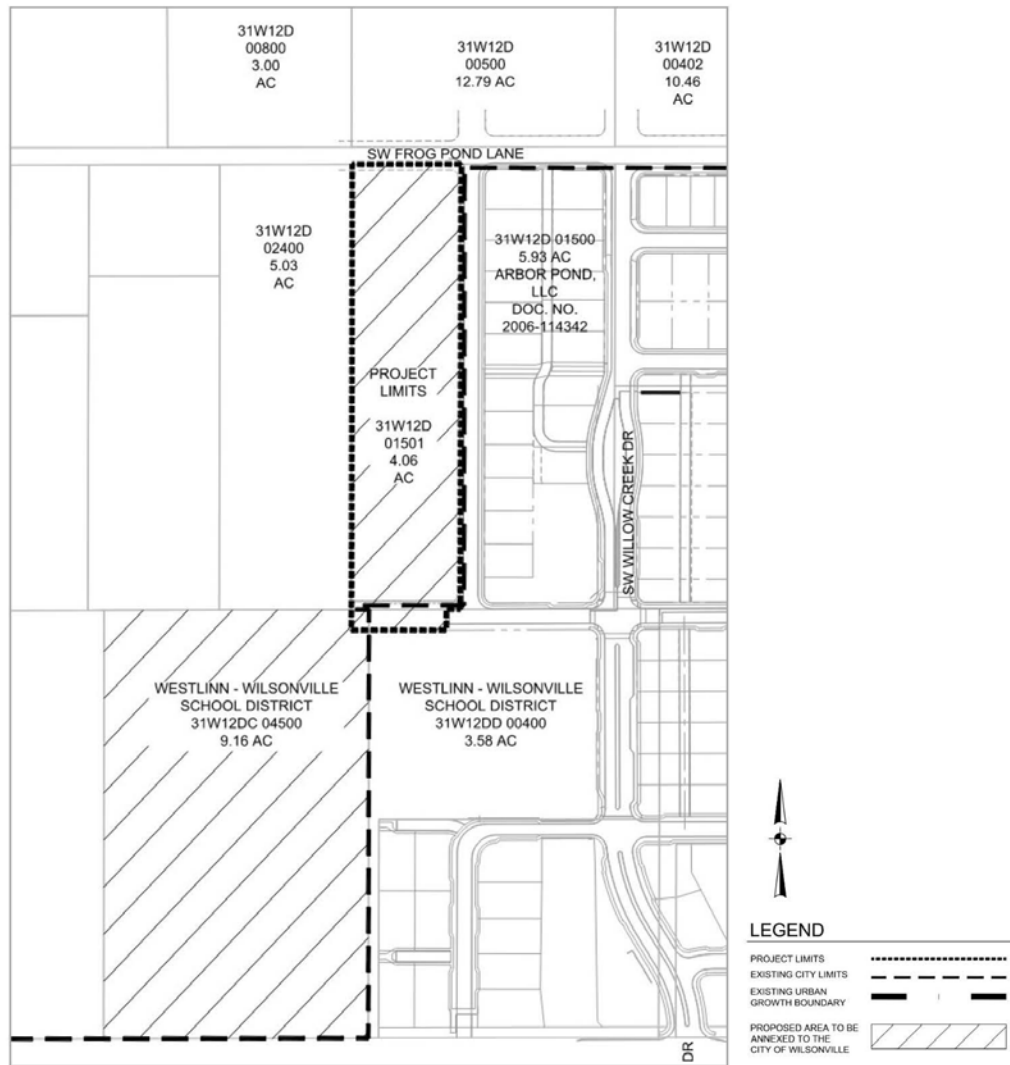 31W12D
00800
3.00
AC
31W12D
00500
12.79 AC
31W12D
00402
10.46
AC
SW FROG POND LANE
31W12D
02400
5.03
AC
31W12D 01500
5.93 AC
ARBOR POND,
LLC
DOC. NO.
2006-114342
PROJECT
LIMITS
31W12D
01501
4.06
AC
SW WILLOW CREEK DR
WESTLINN - WILSONVILLE
SCHOOL DISTRICT
31W12DC 04500
9.16 AC
WESTLINN - WILSONVILLE
SCHOOL DISTRICT
31W12DD 00400
3.58 AC
DR
LEGEND
PROJECT LIMITS
EXISTING CITY LIMITS
EXISTING URBAN
GROWTH BOUNDARY
PROPOSED AREA TO BE
ANNEXED TO THE
CITY OF WILSONVILLE